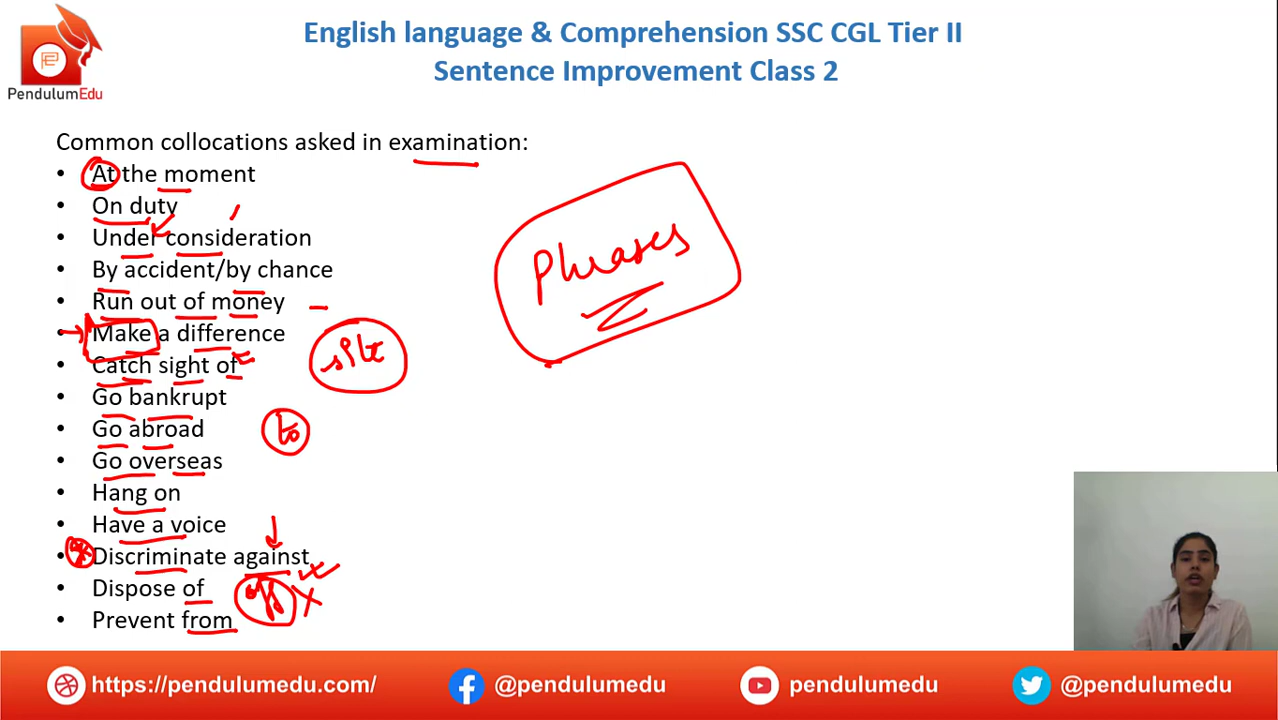 English language & Comprehension SSC CGL Tier II
Sentence Improvement Class 2
PendulumEdu
Common collocations asked in examination:
• At the moment
• On duty
• Under consideration
• By accident/by chance
• Run out of money
• Make a difference
• Catch sight of
• Go bankrupt
• Go abroad
• Go overseas
• Hang on
• Have a voice
• Discriminate against
• Dispose of
• Prevent from
Phrases
site
to
off X
https://pendulumedu.com/
@pendulumedu
pendulumedu
@pendulumedu